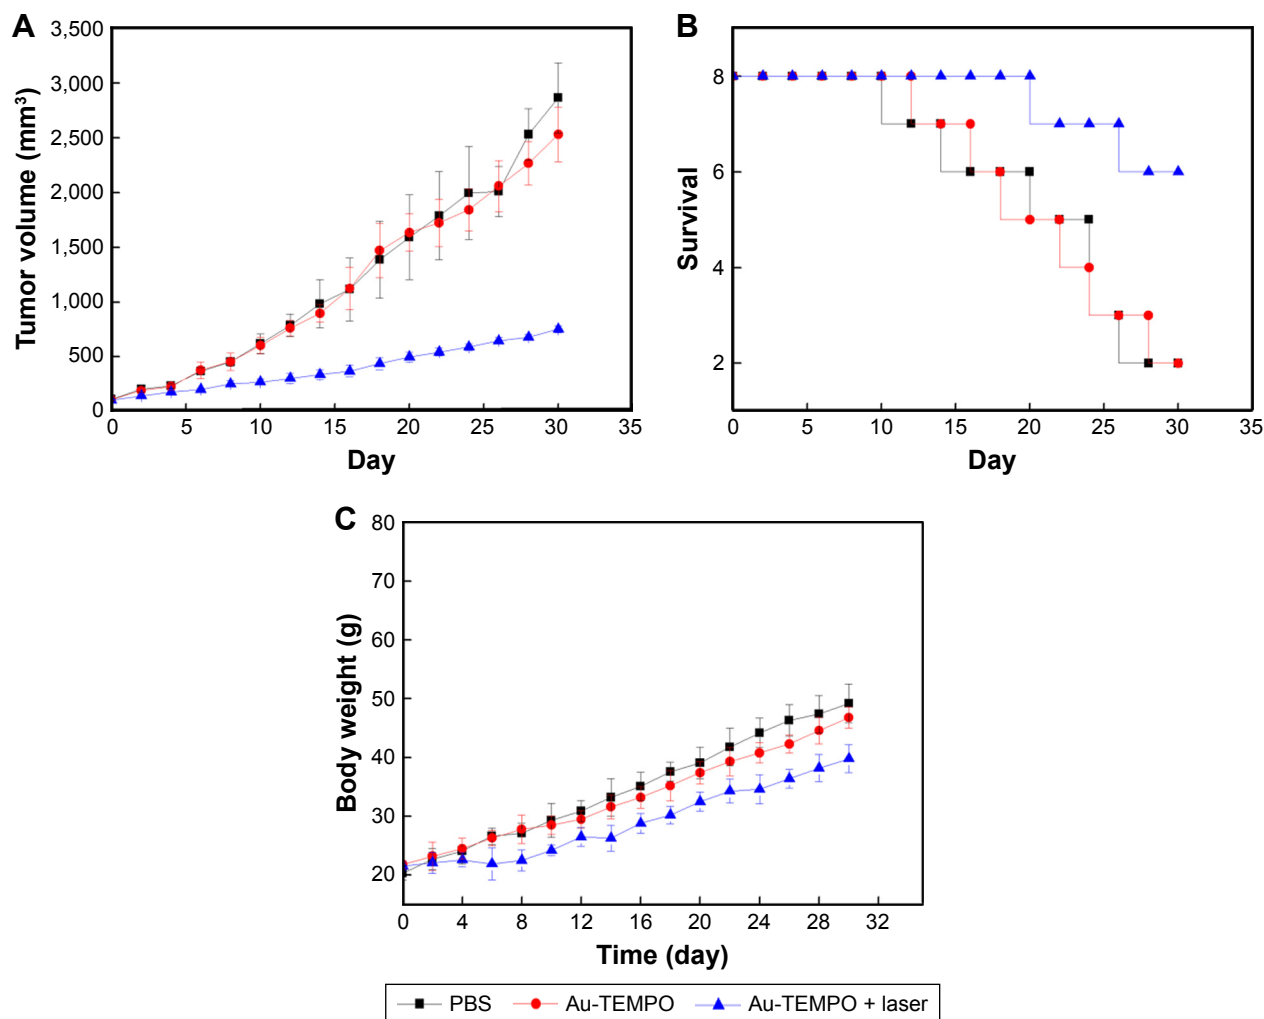 A
Tumor volume (mm³)
3,500
3,000
2,500
2,000
1,500
1,000
500
0
0 5 10 15 20 25 30 35
Day
B
Survival
8
6
4
2
0 5 10 15 20 25 30 35
Day
C
Body weight (g)
80
70
60
50
40
30
20
0 4 8 12 16 20 24 28 32
Time (day)
PBS Au-TEMPO Au-TEMPO + laser